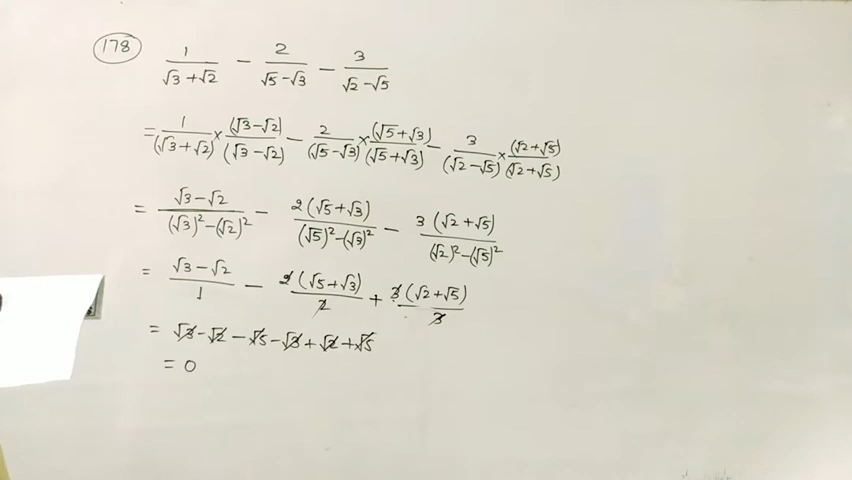 178 1/(√3 + √2) − 2/(√5 − √3) − 3/(√2 − √5)
= 1/(√3 + √2) × (√3 − √2)/(√3 − √2) − 2/(√5 − √3) × (√5 + √3)/(√5 + √3) − 3/(√2 − √5) × (√2 + √5)/(√2 + √5)
= (√3 − √2)/((√3)² − (√2)²) − 2(√5 + √3)/((√5)² − (√3)²) − 3(√2 + √5)/((√2)² − (√5)²)
= (√3 − √2)/1 − 2(√5 + √3)/2 + 3(√2 + √5)/3
= √3 − √2 − √5 − √3 + √2 + √5
= 0